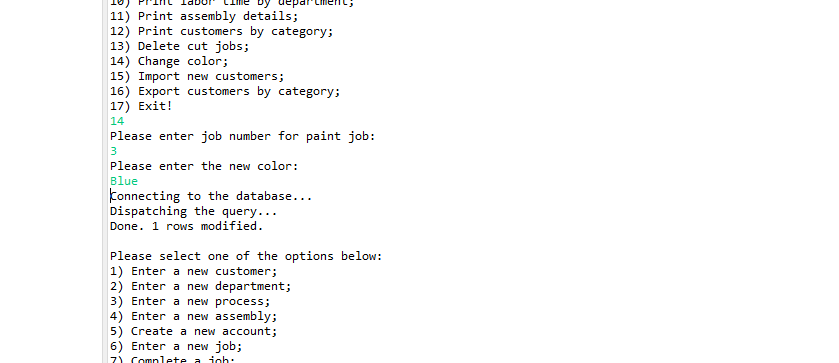 10) Print labor time by department;
11) Print assembly details;
12) Print customers by category;
13) Delete cut jobs;
14) Change color;
15) Import new customers;
16) Export customers by category;
17) Exit!
14
Please enter job number for paint job:
3
Please enter the new color:
Blue
Connecting to the database...
Dispatching the query...
Done. 1 rows modified.
Please select one of the options below:
1) Enter a new customer;
2) Enter a new department;
3) Enter a new process;
4) Enter a new assembly;
5) Create a new account;
6) Enter a new job;
7) Complete a job;